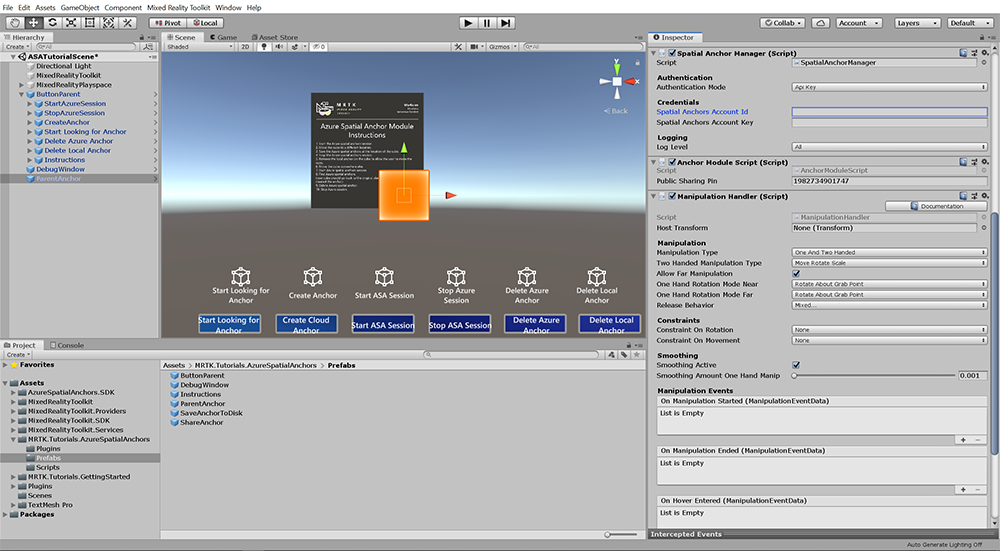 File Edit Assets GameObject Component Mixed Reality Toolkit Window Help
Pivot Local Collab Account Layers Default
Hierarchy
Create All
ASATutorialScene*
Directional Light
MixedRealityToolkit
MixedRealityPlayspace
ButtonParent
StartAzureSession
StopAzureSession
CreateAnchor
Start Looking for Anchor
Delete Azure Anchor
Delete Local Anchor
Instructions
DebugWindow
ParentAnchor
Scene Game Asset Store
Shaded 2D 0 Gizmos All
y
x
Back
MRTK
Azure Spatial Anchor Module
Instructions
Start Looking for
Anchor
Create Anchor
Start ASA Session
Stop Azure
Session
Delete Azure
Anchor
Delete Local
Anchor
Start Looking for
Anchor
Create Cloud
Anchor
Start ASA Session
Stop ASA Session
Delete Azure
Anchor
Delete Local
Anchor
Project Console
Create
Favorites
Assets
AzureSpatialAnchors.SDK
MixedRealityToolkit
MixedRealityToolkit.Providers
MixedRealityToolkit.SDK
MixedRealityToolkit.Services
MRTK.Tutorials.AzureSpatialAnchors
Plugins
Prefabs
Scripts
MRTK.Tutorials.GettingStarted
Plugins
Scenes
TextMesh Pro
Packages
Assets > MRTK.Tutorials.AzureSpatialAnchors > Prefabs
ButtonParent
DebugWindow
Instructions
ParentAnchor
SaveAnchorToDisk
ShareAnchor
Inspector
Spatial Anchor Manager (Script)
Script SpatialAnchorManager
Authentication
Authentication Mode Api Key
Credentials
Spatial Anchors Account Id
Spatial Anchors Account Key
Logging
Log Level All
Anchor Module Script (Script)
Script AnchorModuleScript
Public Sharing Pin 1982734901747
Manipulation Handler (Script)
Documentation
Script ManipulationHandler
Host Transform None (Transform)
Manipulation
Manipulation Type One And Two Handed
Two Handed Manipulation Type Move Rotate Scale
Allow Far Manipulation
One Hand Rotation Mode Near Rotate About Grab Point
One Hand Rotation Mode Far Rotate About Grab Point
Release Behavior Mixed...
Constraints
Constraint On Rotation None
Constraint On Movement None
Smoothing
Smoothing Active
Smoothing Amount One Hand Manip 0.001
Manipulation Events
On Manipulation Started (ManipulationEventData)
List is Empty
+ −
On Manipulation Ended (ManipulationEventData)
List is Empty
+ −
On Hover Entered (ManipulationEventData)
List is Empty
Intercepted Events
Auto Generate Lighting Off